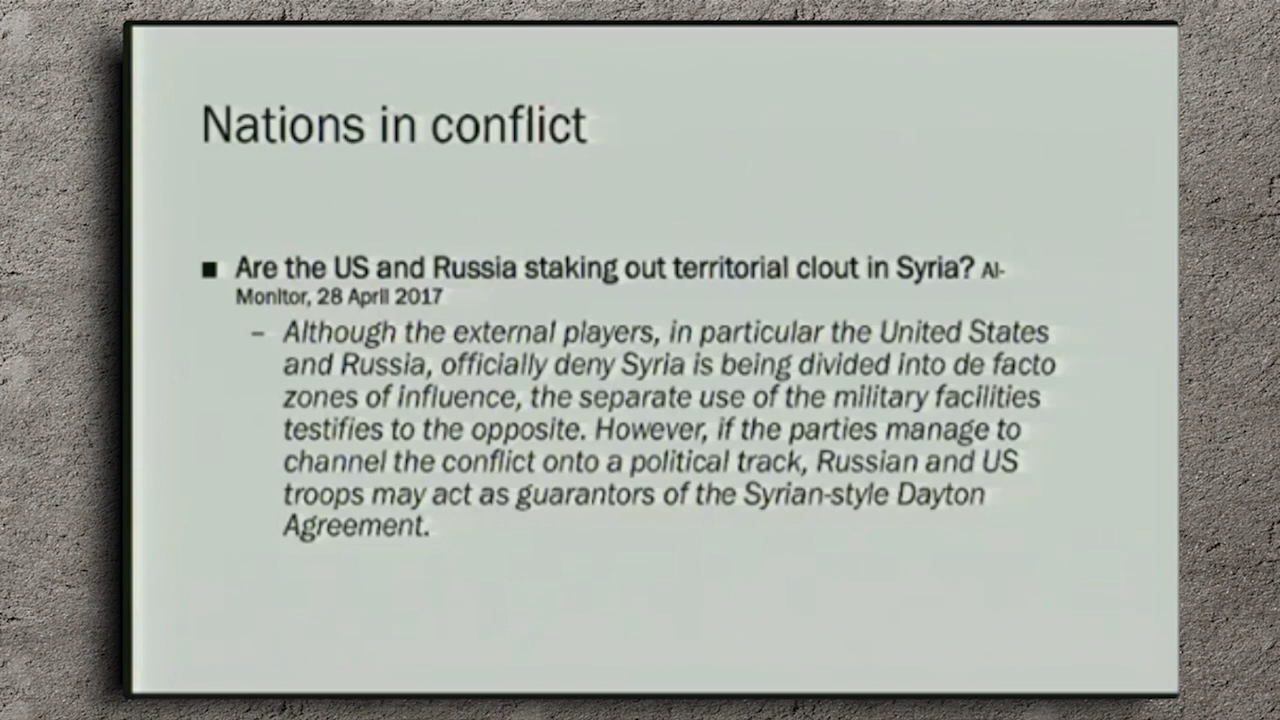 Nations in conflict
■ Are the US and Russia staking out territorial clout in Syria? Al-
Monitor, 28 April 2017
– Although the external players, in particular the United States
and Russia, officially deny Syria is being divided into de facto
zones of influence, the separate use of the military facilities
testifies to the opposite. However, if the parties manage to
channel the conflict onto a political track, Russian and US
troops may act as guarantors of the Syrian-style Dayton
Agreement.